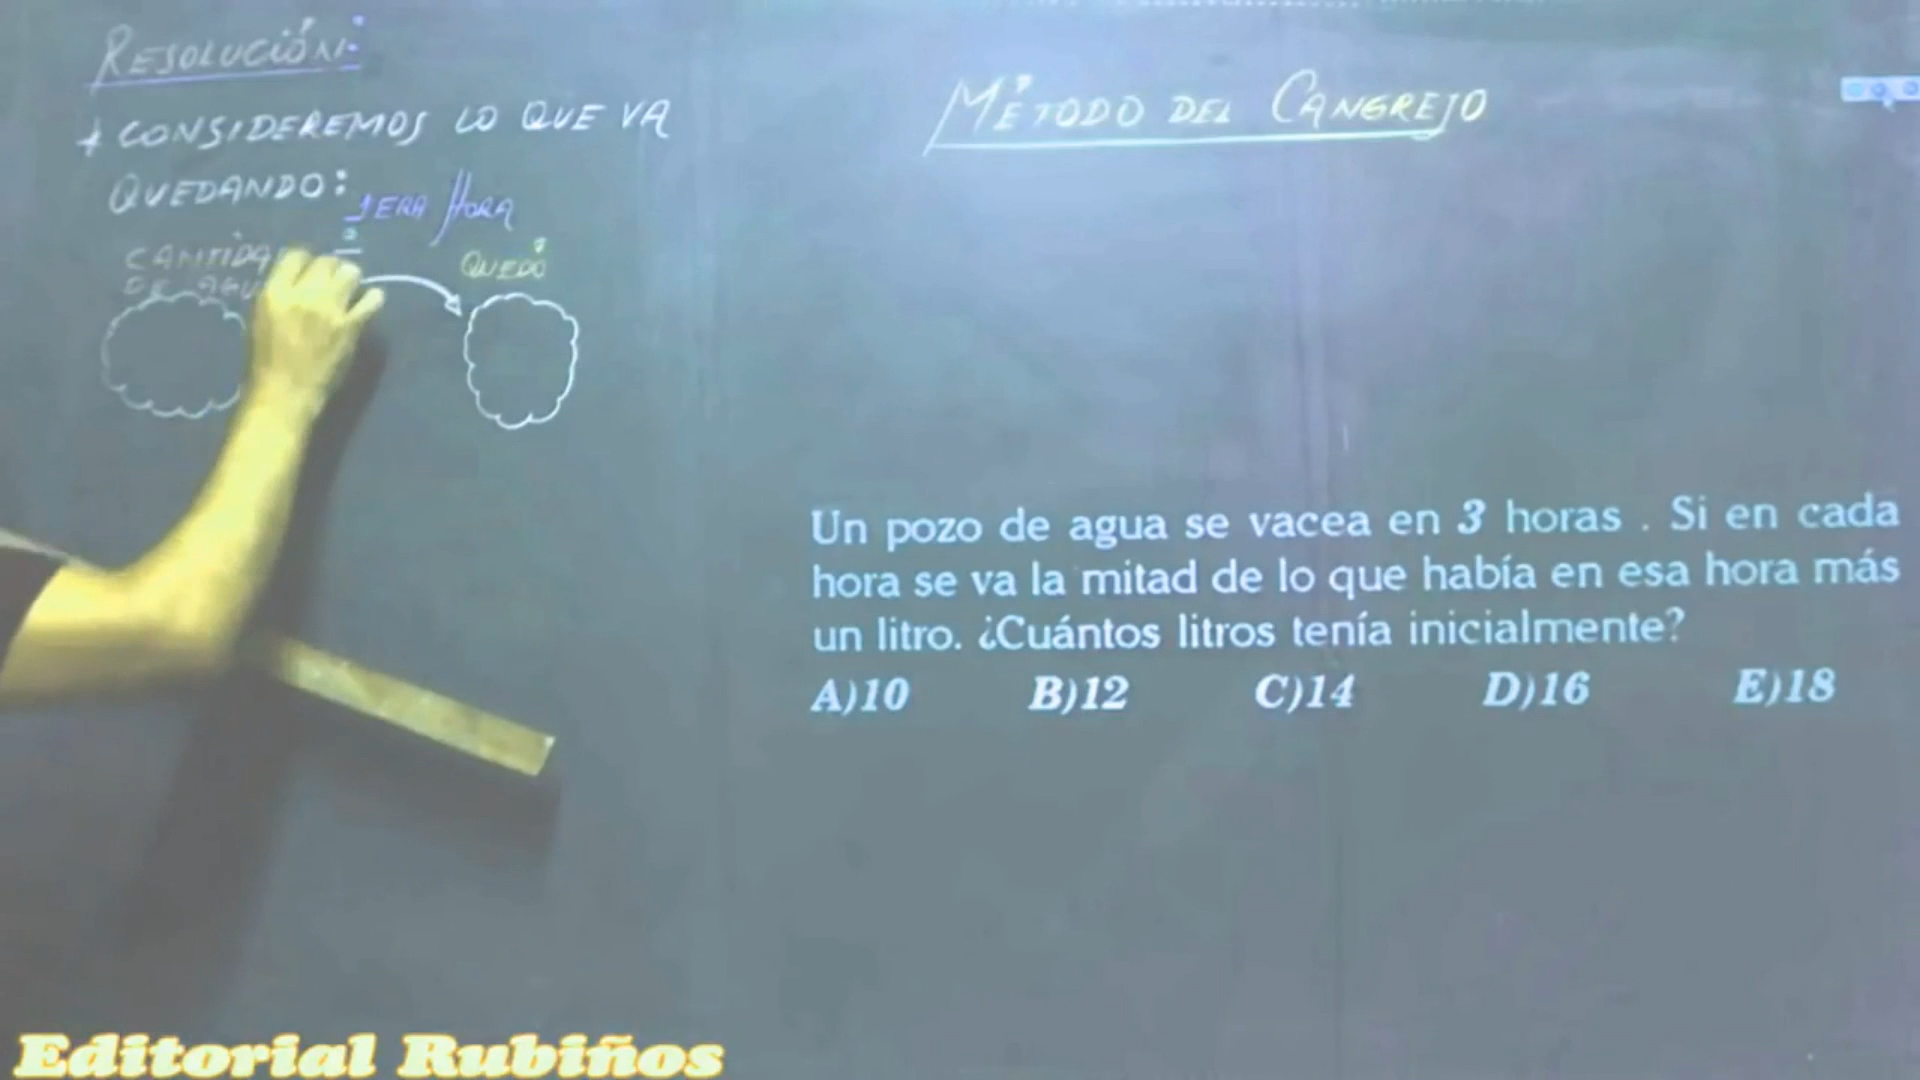 RESOLUCIÓN:
+ CONSIDEREMOS LO QUE VA
QUEDANDO:
1ERA HORA
QUEDÓ
DE
MÉTODO DEL CANGREJO
Un pozo de agua se vacea en 3 horas . Si en cada
hora se va la mitad de lo que había en esa hora más
un litro. ¿Cuántos litros tenía inicialmente?
A)10 B)12 C)14 D)16 E)18
Editorial Rubiños